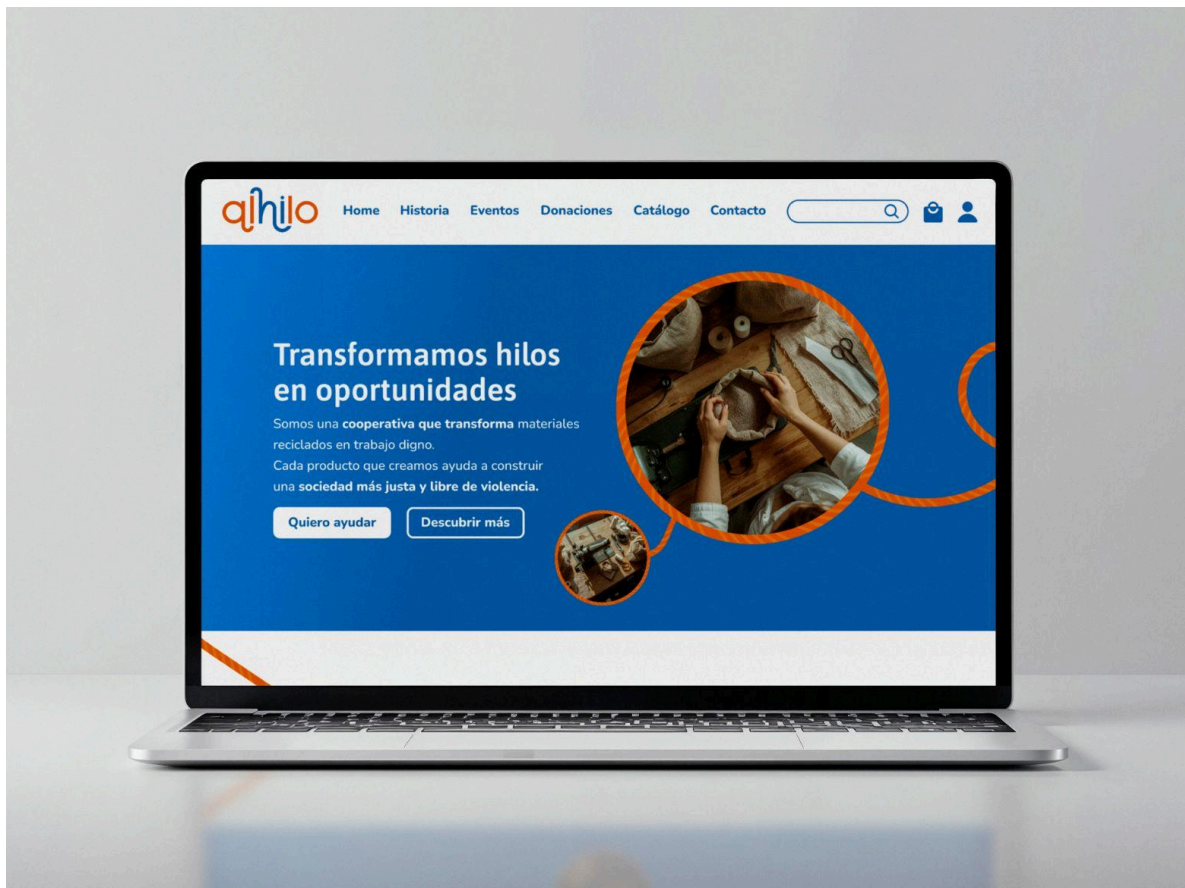 qihilo
Home Historia Eventos Donaciones Catálogo Contacto
Transformamos hilos
en oportunidades
Somos una cooperativa que transforma materiales
reciclados en trabajo digno.
Cada producto que creamos ayuda a construir
una sociedad más justa y libre de violencia.
Quiero ayudar Descubrir más